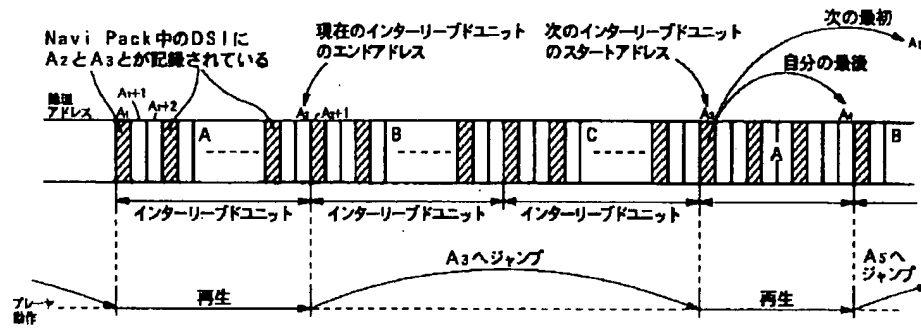 Navi Pack中のDSIに
A2とA3とが記録されている
現在のインターリーブドユニット
のエンドアドレス
次のインターリーブドユニット
のスタートアドレス
次の最初
A5
自分の最後
論理
アドレス
A1
A1+1
A1+2
A2
A2+1
A3
A4
A
B
C
A
B
インターリーブドユニット
インターリーブドユニット
インターリーブドユニット
A3へジャンプ
A5へ
ジャンプ
プレーヤ
動作
再生
再生